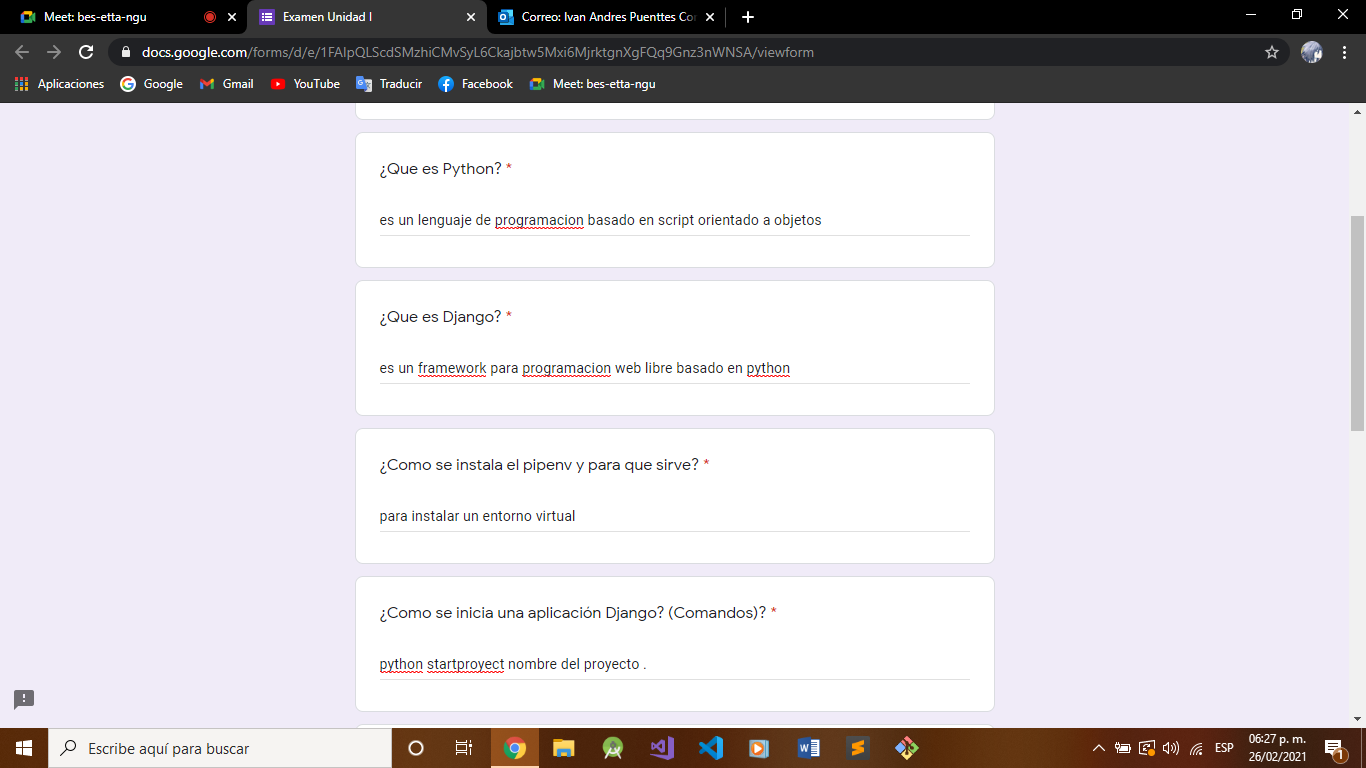 Meet: bes-etta-ngu
Examen Unidad I
Correo: Ivan Andres Puenttes Cor
docs.google.com/forms/d/e/1FAIpQLScdSMzhiCMvSyL6Ckajbtw5Mxi6MjrktgnXgFQq9Gnz3nWNSA/viewform
Aplicaciones Google Gmail YouTube Traducir Facebook Meet: bes-etta-ngu
¿Que es Python? *
es un lenguaje de programacion basado en script orientado a objetos
¿Que es Django? *
es un framework para programacion web libre basado en python
¿Como se instala el pipenv y para que sirve? *
para instalar un entorno virtual
¿Como se inicia una aplicación Django? (Comandos)? *
python startproyect nombre del proyecto .
Escribe aquí para buscar
ESP
06:27 p. m.
26/02/2021
1